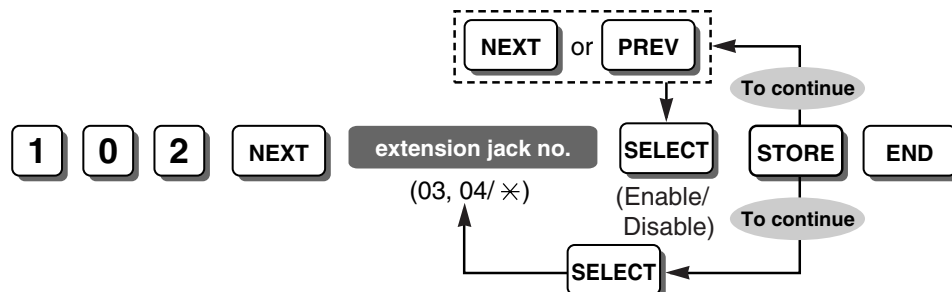 NEXT or PREV
To continue
1 0 2 NEXT extension jack no. SELECT STORE END
(03, 04/ ✳) (Enable/
Disable)
To continue
SELECT